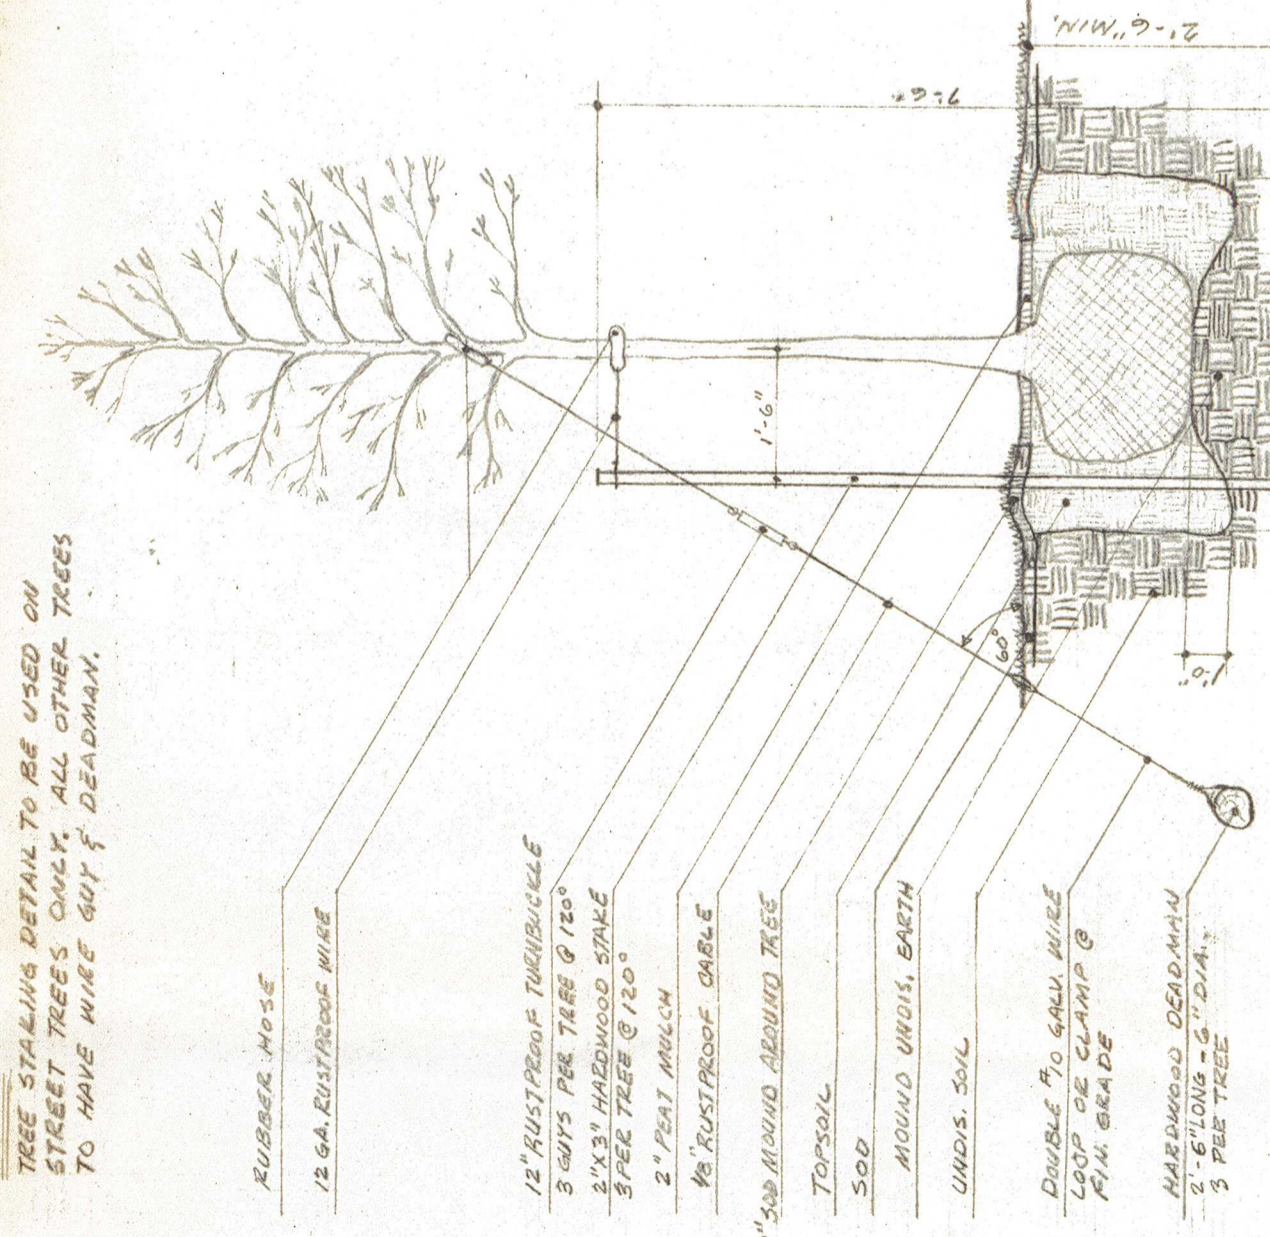 TREE STAKING DETAIL TO BE USED ON
STREET TREES ONLY. ALL OTHER TREES
TO HAVE WIRE GUY & DEADMAN.
RUBBER HOSE
12 GA. RUSTPROOF WIRE
12" RUSTPROOF TURNBUCKLE
3 GUYS PER TREE @ 120°
2"X3" HARDWOOD STAKE
3 PER TREE @ 120°
2" PEAT MULCH
RUSTPROOF CABLE
SOD MOUND AROUND TREE
TOPSOIL
SOD
MOUND UNDIS. EARTH
UNDIS. SOIL
DOUBLE #10 GALV. WIRE
LOOP OR CLAMP @
FIN. GRADE
HARDWOOD DEADMAN
2'-6" LONG - 6" DIA.
3 PER TREE
7'-6"
1'-6"
60°
2'-6" MIN.
1'-0"